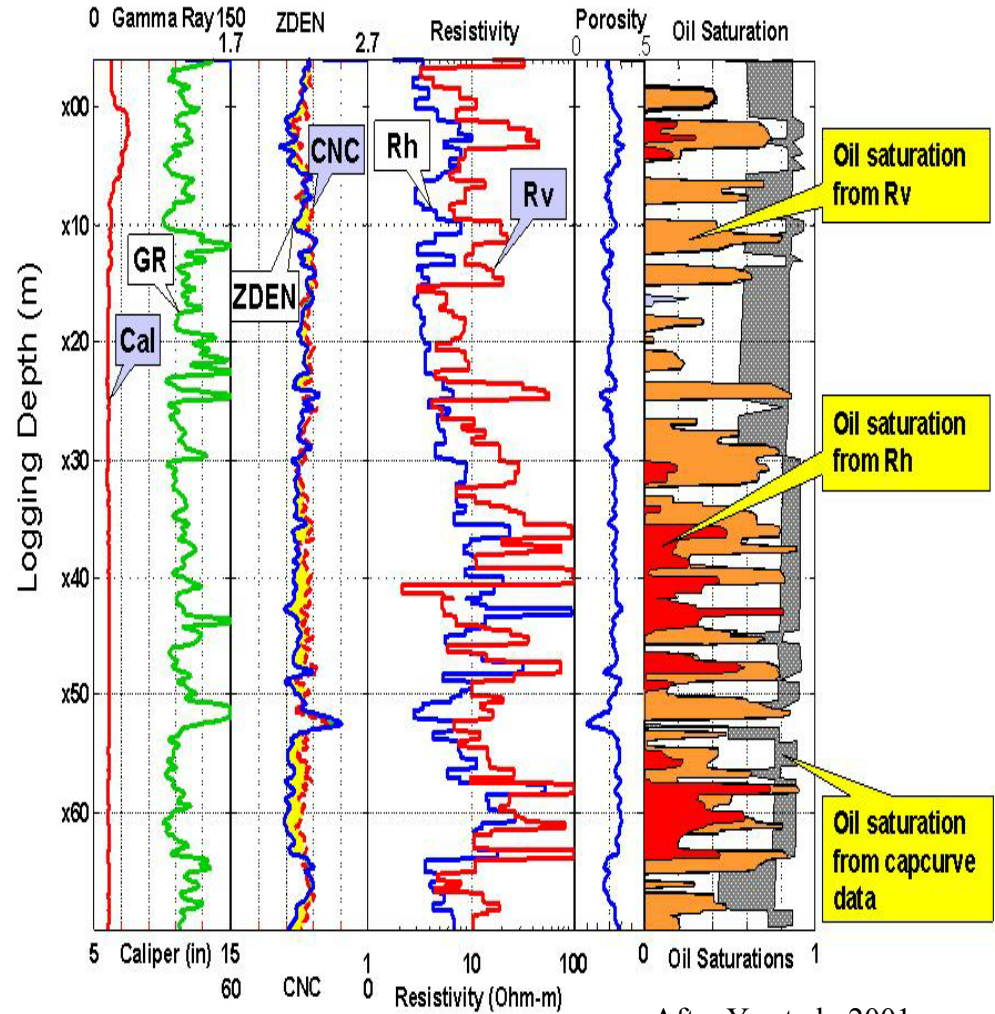 0 Gamma Ray 150 ZDEN Resistivity Porosity Oil Saturation
1.7 2.7 0 .5
x00
CNC
Rh
Rv
Oil saturation
from Rv
x10
GR
ZDEN
Cal
x20
Logging Depth (m)
x30
Oil saturation
from Rh
x40
x50
x60
Oil saturation
from capcurve
data
5 Caliper (in) 15 1 10 100 0 Oil Saturations 1
60 CNC 0 Resistivity (Ohm-m)